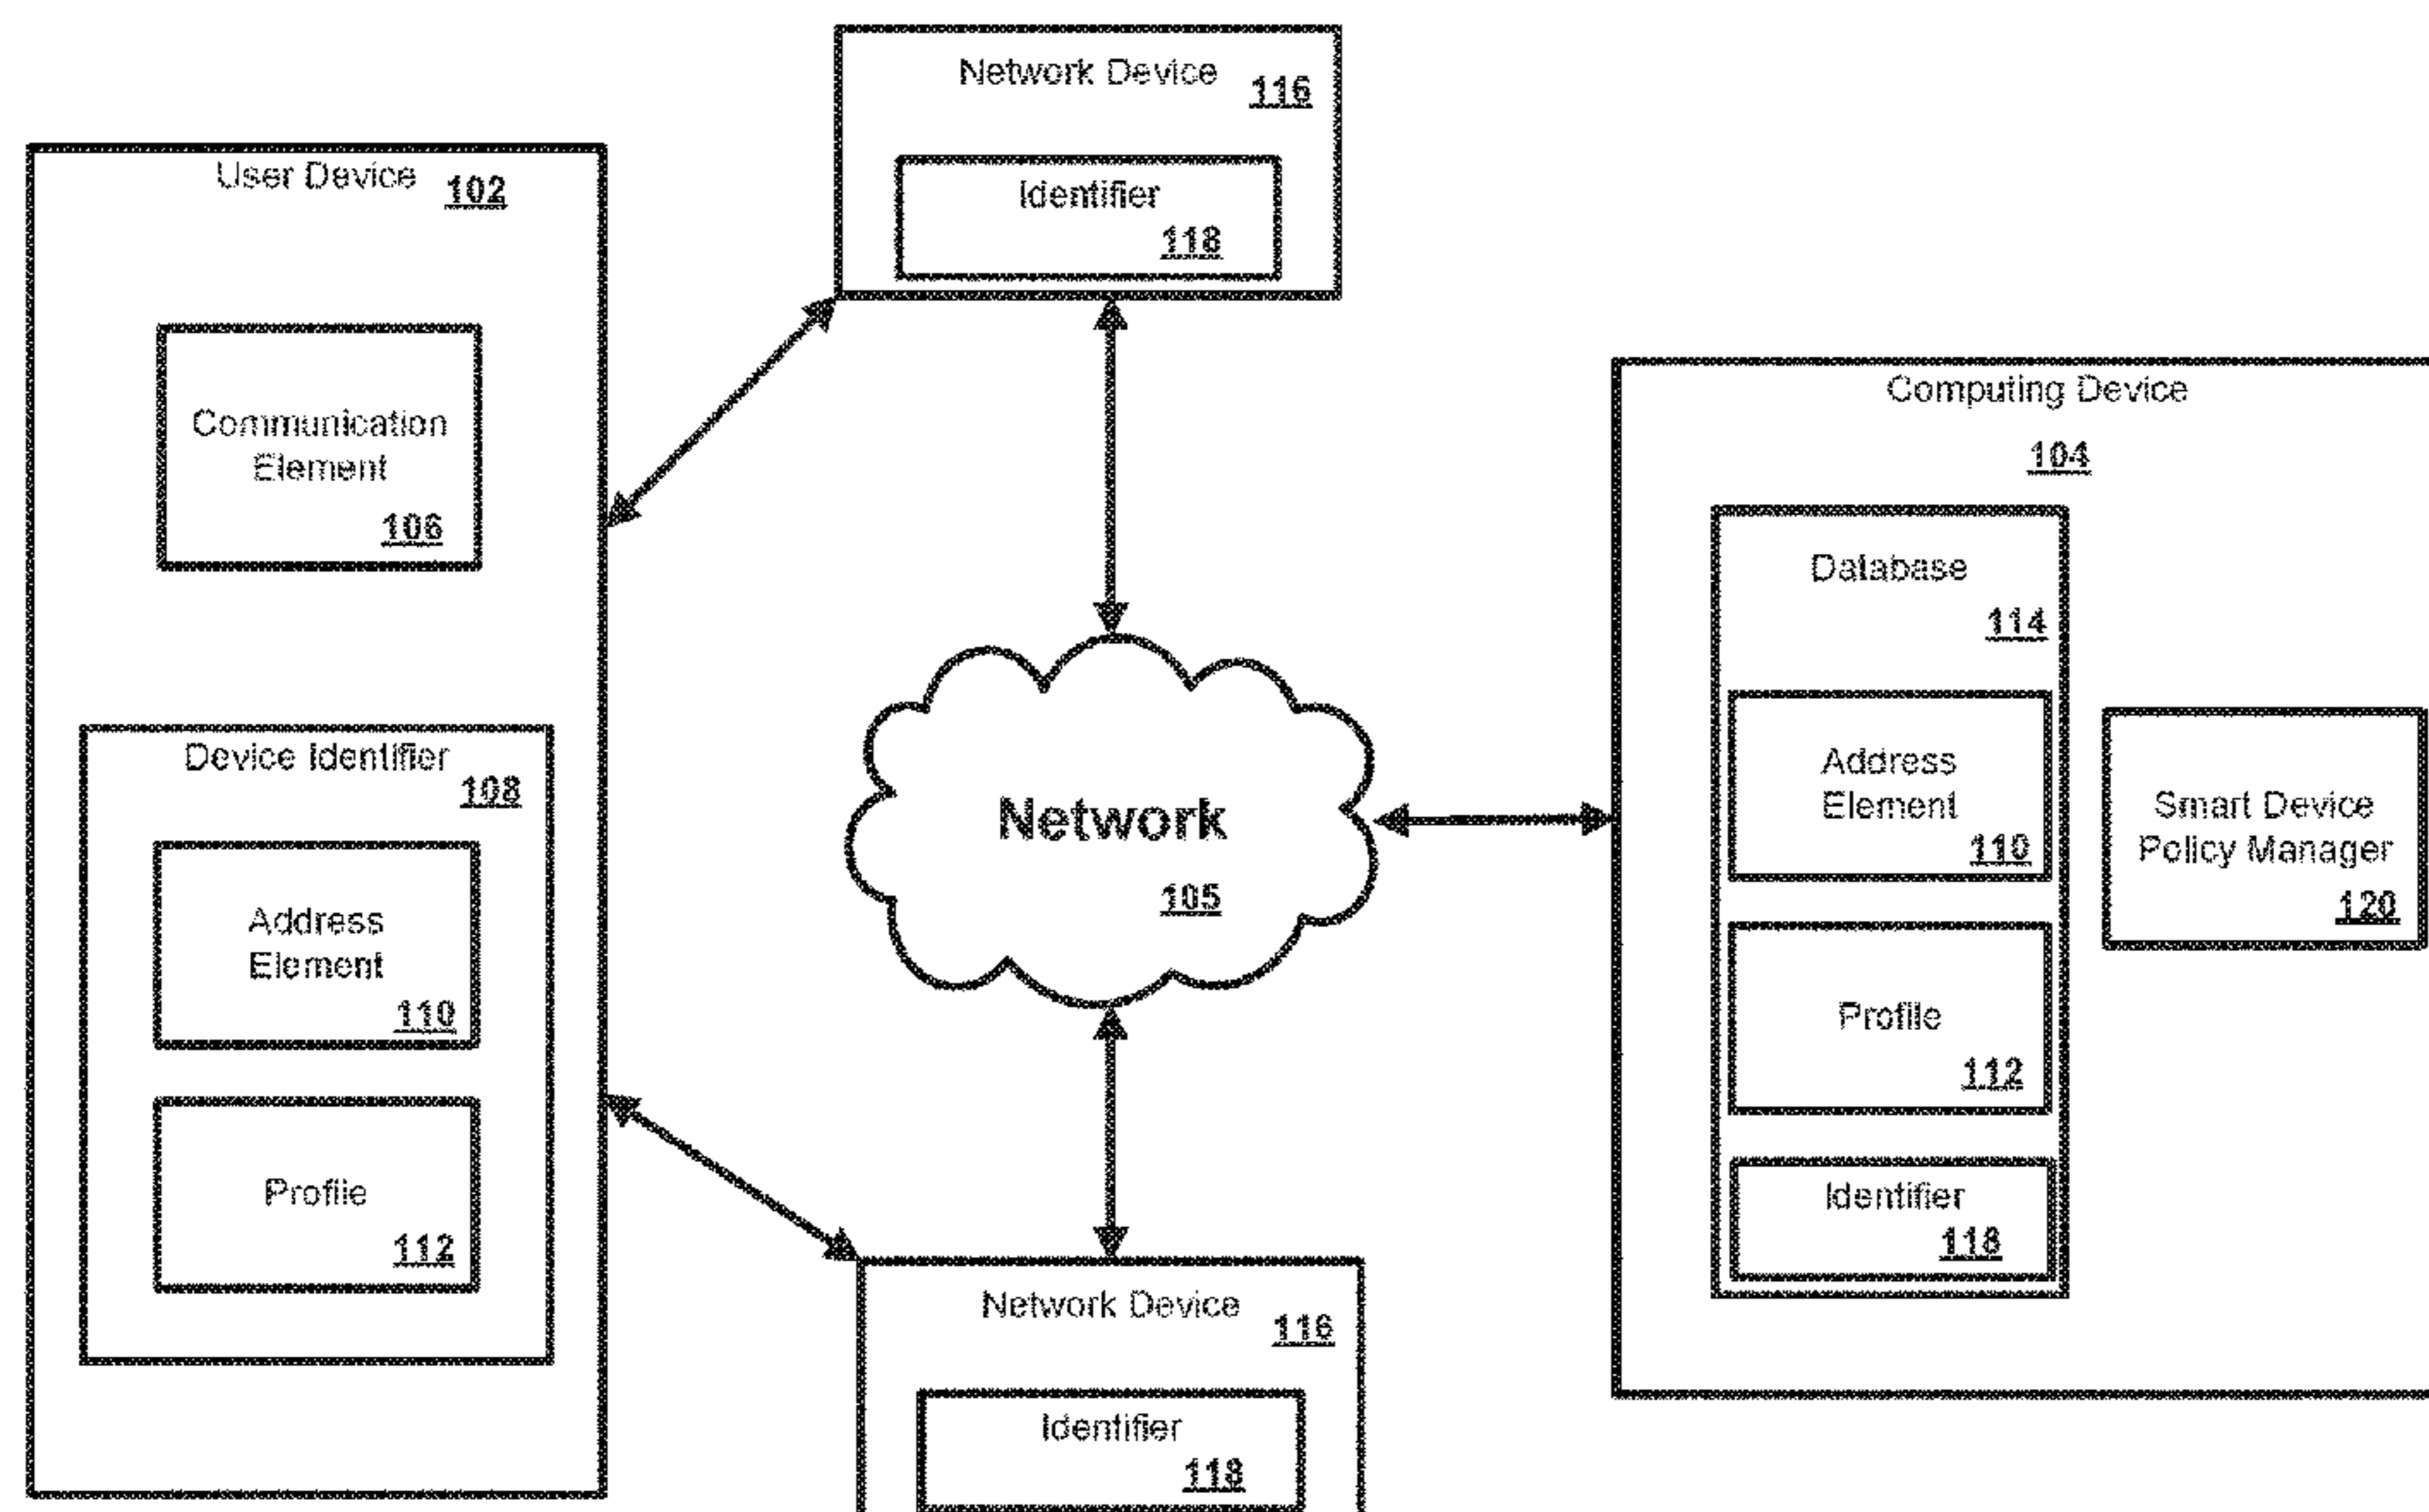 Network Device
116
Identifier
118
User Device
102
Communication
Element
106
Device Identifier
108
Address
Element
110
Profile
112
Network
105
Network Device
116
Identifier
118
Computing Device
104
Database
114
Address
Element
110
Profile
112
Identifier
118
Smart Device
Policy Manager
120